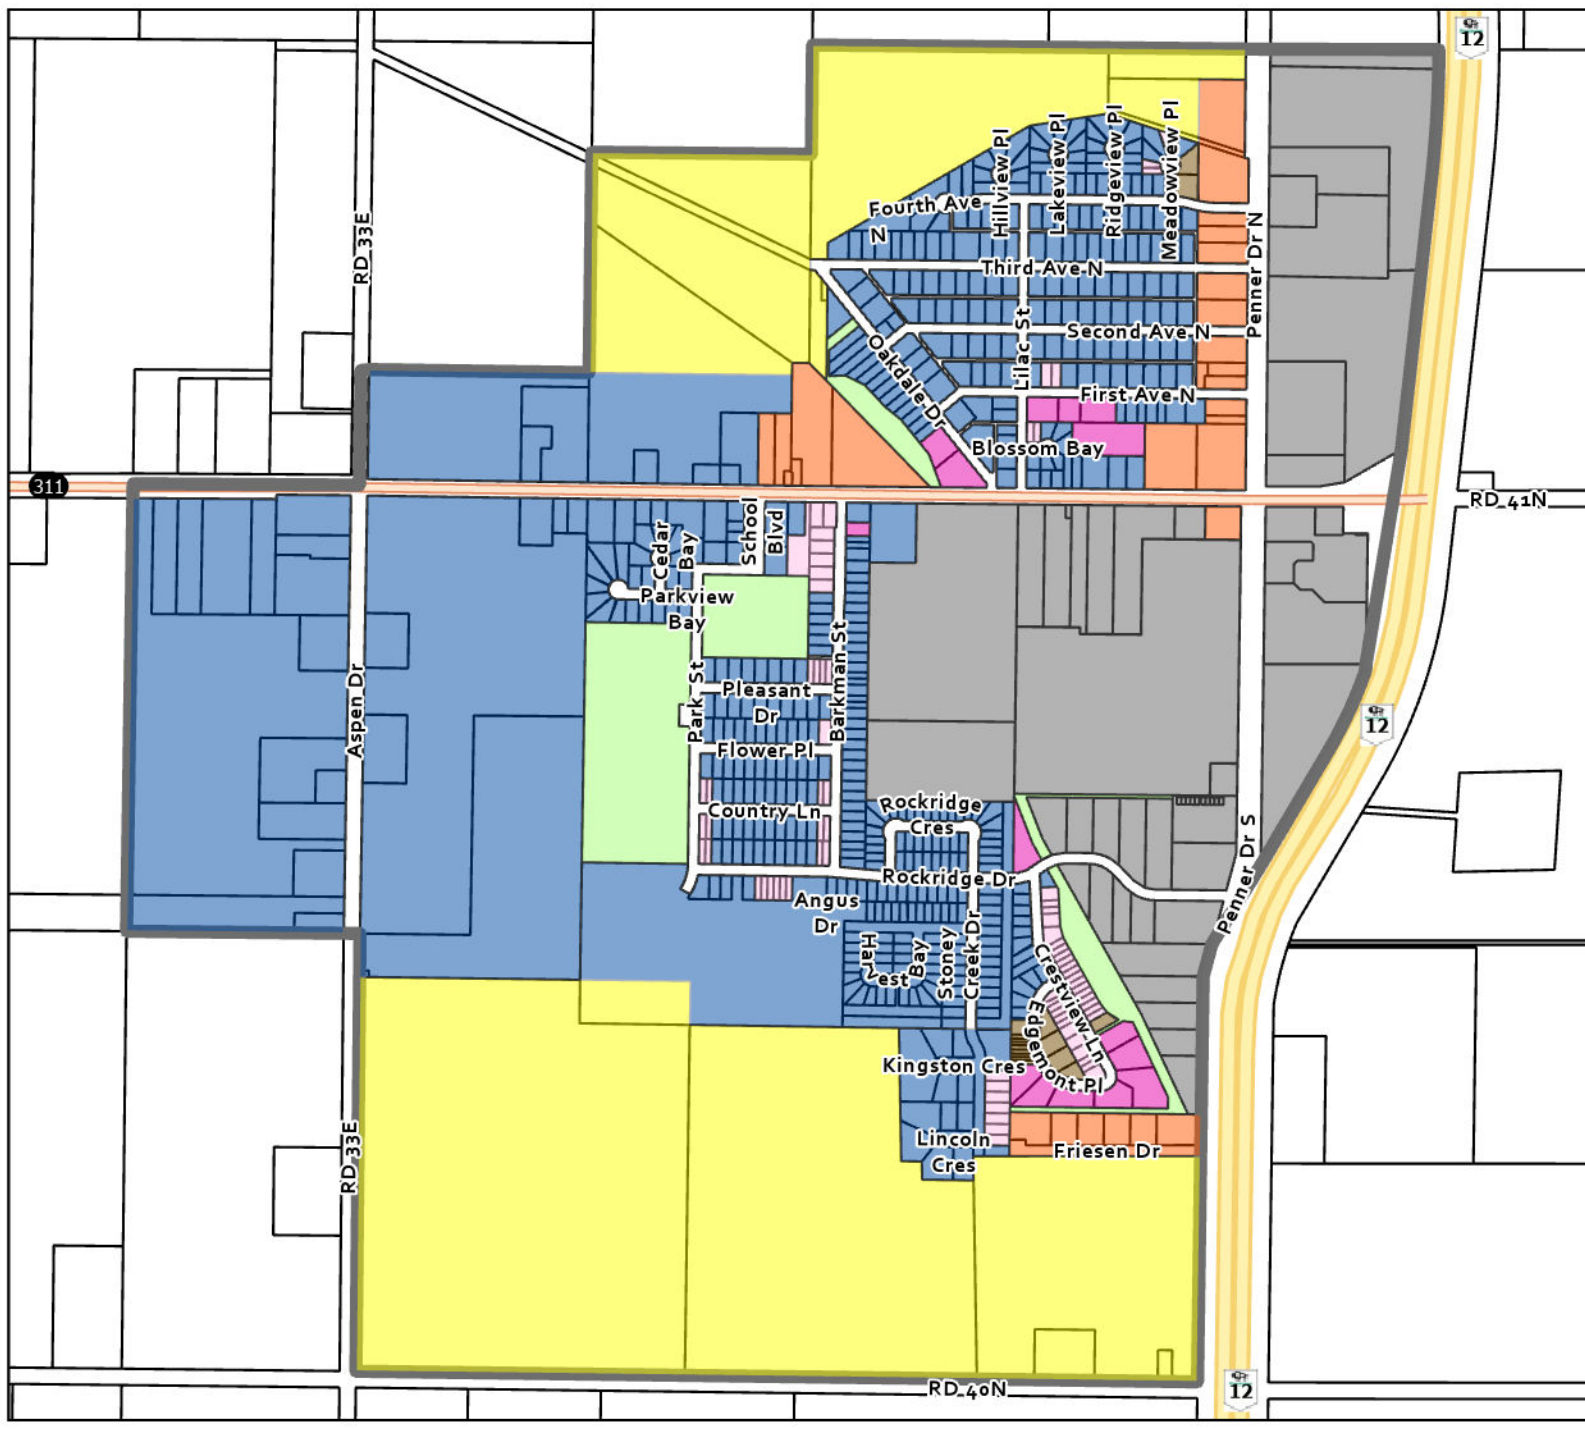 12
Hillview Pl
Lakeview Pl
Ridgeview Pl
Meadowview Pl
Fourth Ave
N
RD 33E
Third Ave N
Penner Dr N
Second Ave N
Lilac St
Oakdale Dr
First Ave N
Blossom Bay
311
RD 41N
School
Blvd
Cedar
Bay
Parkview
Bay
Barkman St
Park St
Pleasant
Dr
Aspen Dr
12
Flower Pl
Country Ln
Rockridge
Cres
Penner Dr S
Rockridge Dr
Angus
Dr
Harvest
Bay
Stoney
Creek Dr
Crestview Ln
Edgemont Pl
Kingston Cres
Lincoln
Cres
Friesen Dr
RD 33E
RD 40N
12